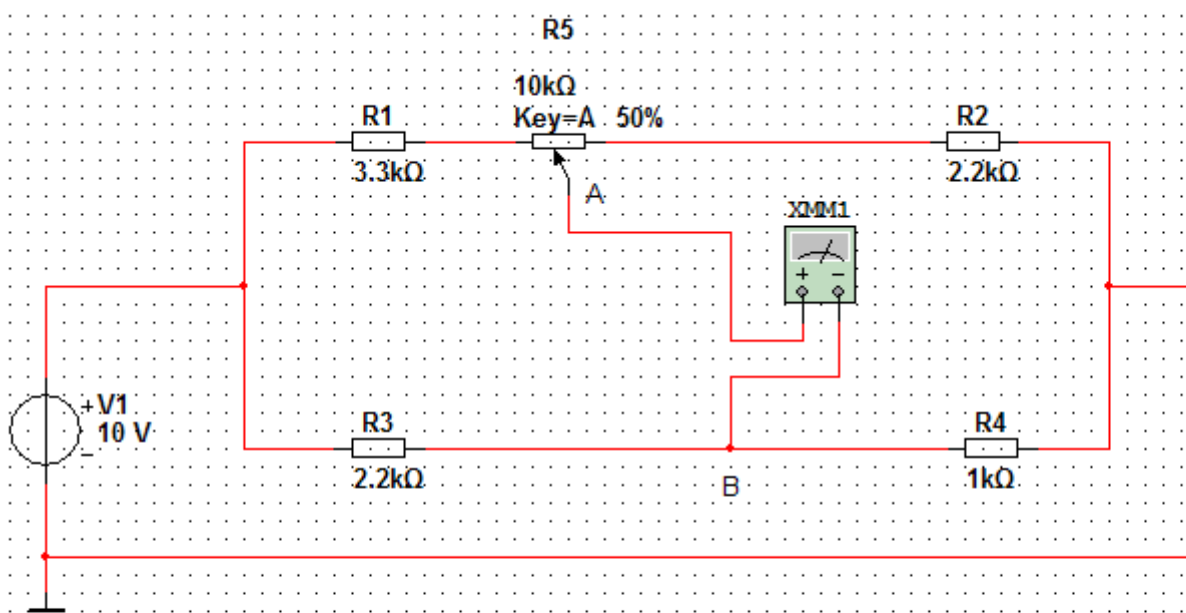 R5
10kΩ
Key=A 50%
R1
3.3kΩ
R2
2.2kΩ
A
XMM1
+ −
+
V1
10 V
−
R3
2.2kΩ
R4
1kΩ
B